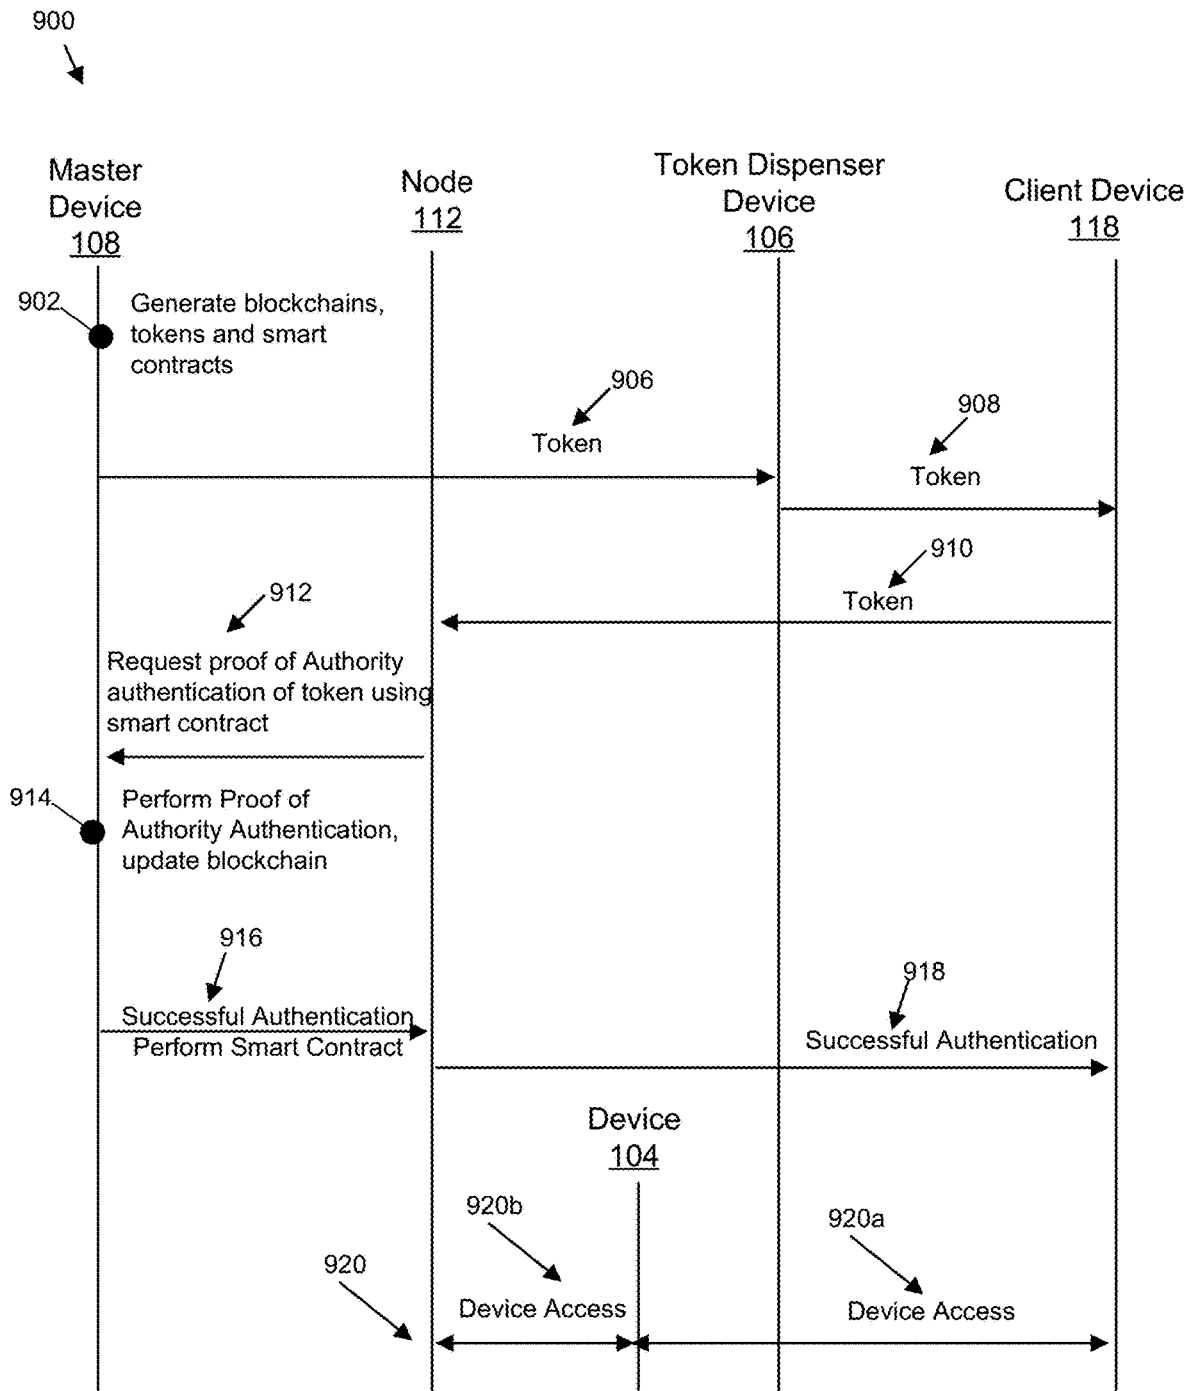 900
Master
Device
108
Node
112
Token Dispenser
Device
106
Client Device
118
902
Generate blockchains,
tokens and smart
contracts
906
Token
908
Token
910
Token
912
Request proof of Authority
authentication of token using
smart contract
914
Perform Proof of
Authority Authentication,
update blockchain
916
Successful Authentication
Perform Smart Contract
918
Successful Authentication
Device
104
920b
920a
920
Device Access
Device Access